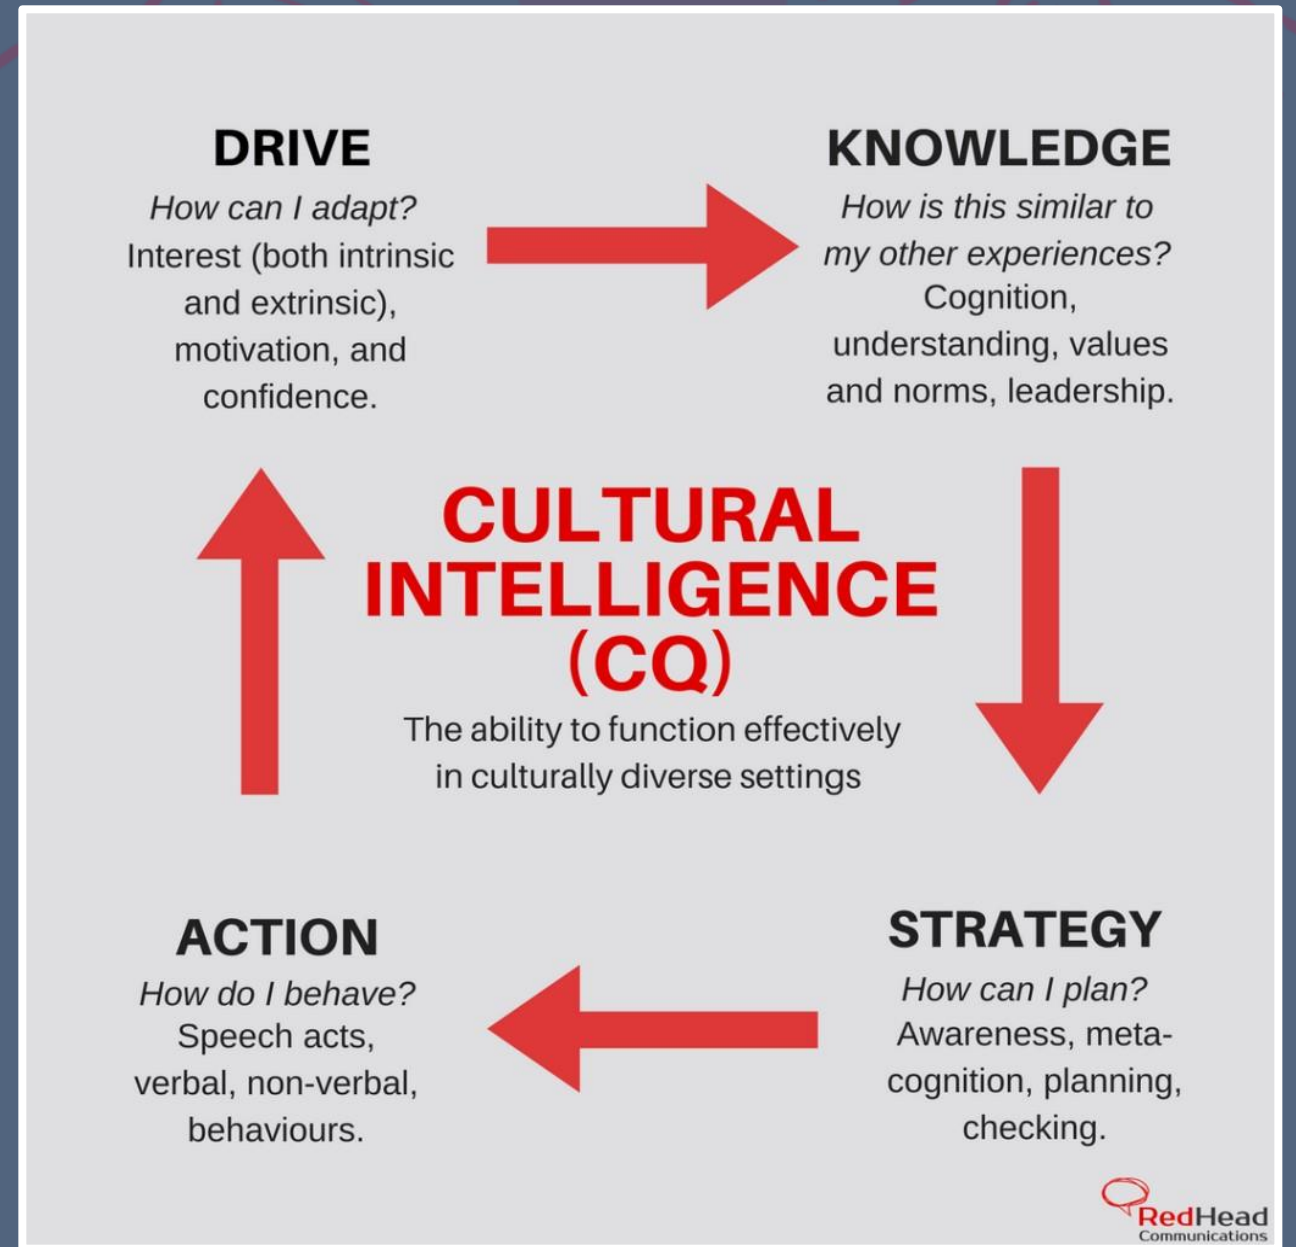 DRIVE
How can I adapt?
Interest (both intrinsic
and extrinsic),
motivation, and
confidence.
KNOWLEDGE
How is this similar to
my other experiences?
Cognition,
understanding, values
and norms, leadership.
CULTURAL
INTELLIGENCE
(CQ)
The ability to function effectively
in culturally diverse settings
ACTION
How do I behave?
Speech acts,
verbal, non-verbal,
behaviours.
STRATEGY
How can I plan?
Awareness, meta-
cognition, planning,
checking.
RedHead
Communications